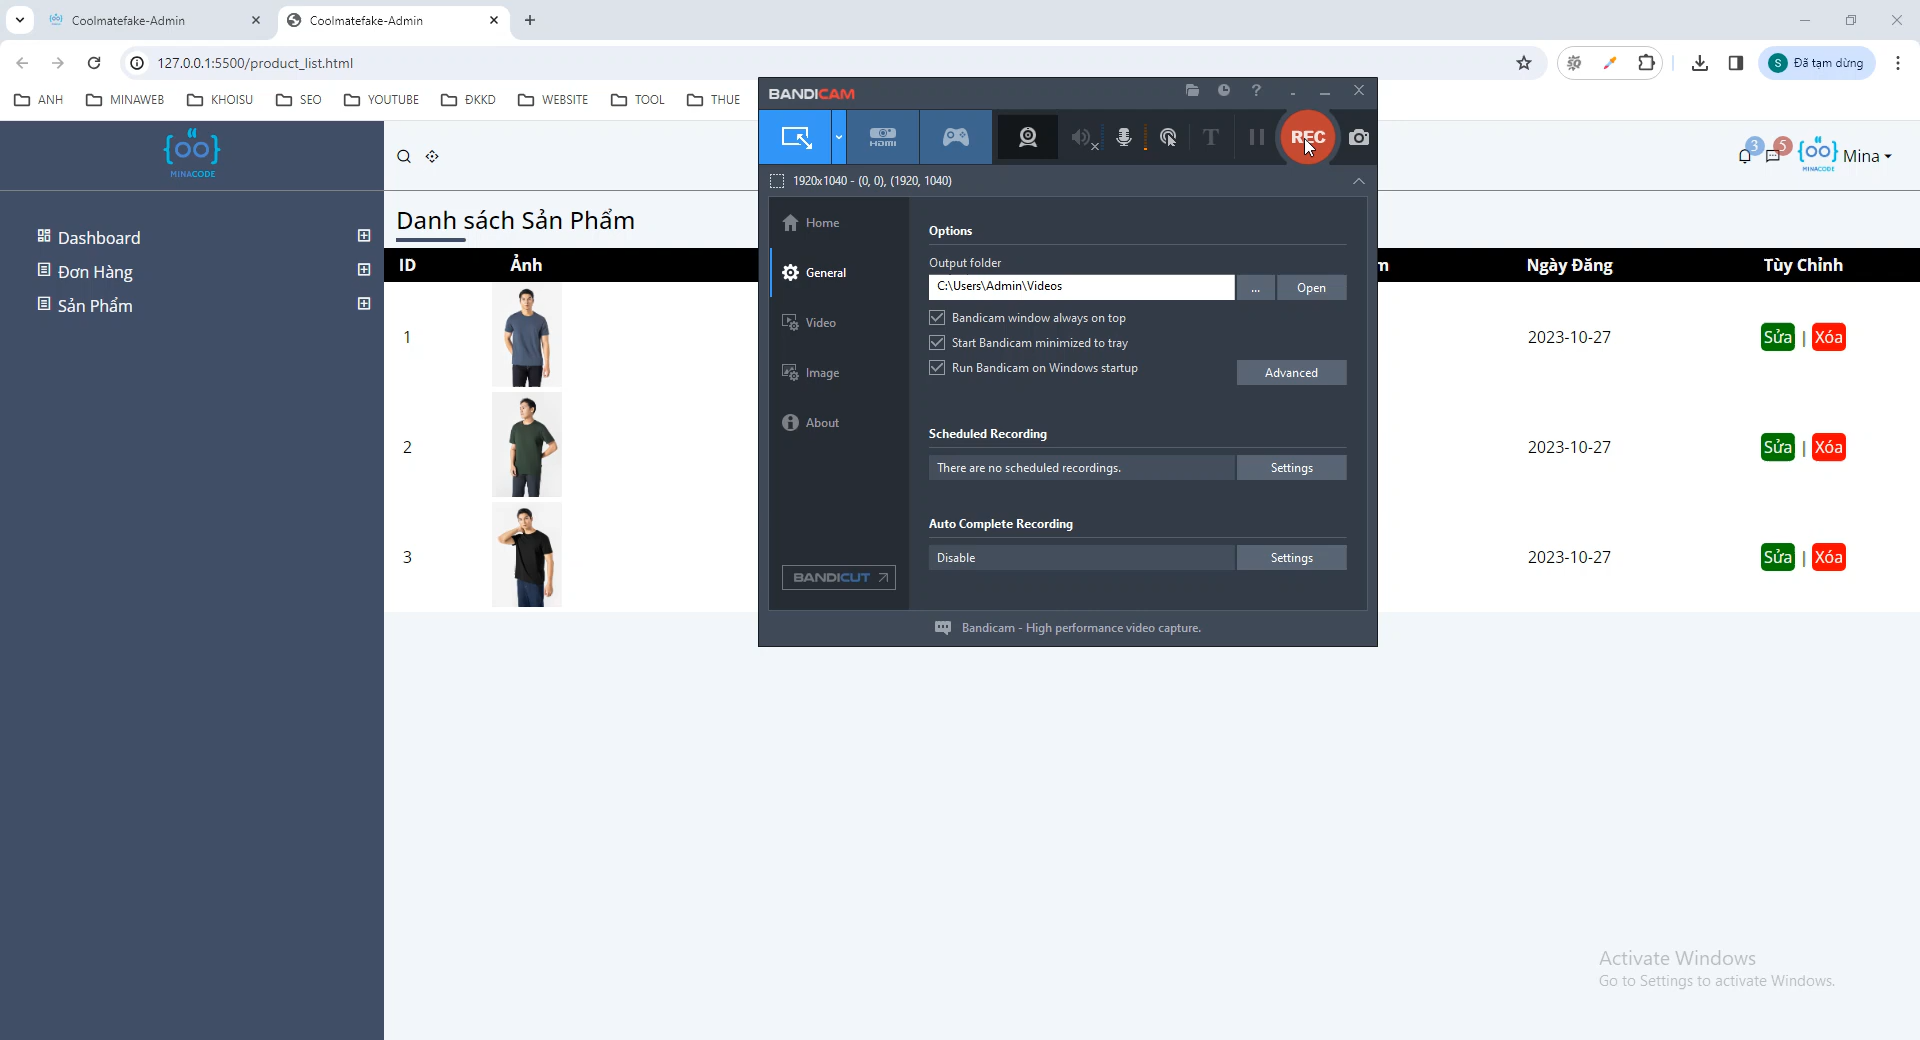 Coolmatefake-Admin
Coolmatefake-Admin
127.0.0.1:5500/product_list.html
Đã tạm dừng
S
ANH
MINAWEB
KHOISU
SEO
YOUTUBE
ĐKKD
WEBSITE
TOOL
THUE
MINACODE
Dashboard
Đơn Hàng
Sản Phẩm
3
5
MINACODE
Mina
Danh sách Sản Phẩm
ID
Ảnh
m
Ngày Đăng
Tùy Chỉnh
1
2023-10-27
Sửa | Xóa
2
2023-10-27
Sửa | Xóa
3
2023-10-27
Sửa | Xóa
BANDICAM
?
HDMI
T
REC
1920x1040 - (0, 0), (1920, 1040)
Home
General
Video
Image
About
BANDICUT
Options
Output folder
C:\Users\Admin\Videos
...
Open
Bandicam window always on top
Start Bandicam minimized to tray
Run Bandicam on Windows startup
Advanced
Scheduled Recording
There are no scheduled recordings.
Settings
Auto Complete Recording
Disable
Settings
Bandicam - High performance video capture.
Activate Windows
Go to Settings to activate Windows.